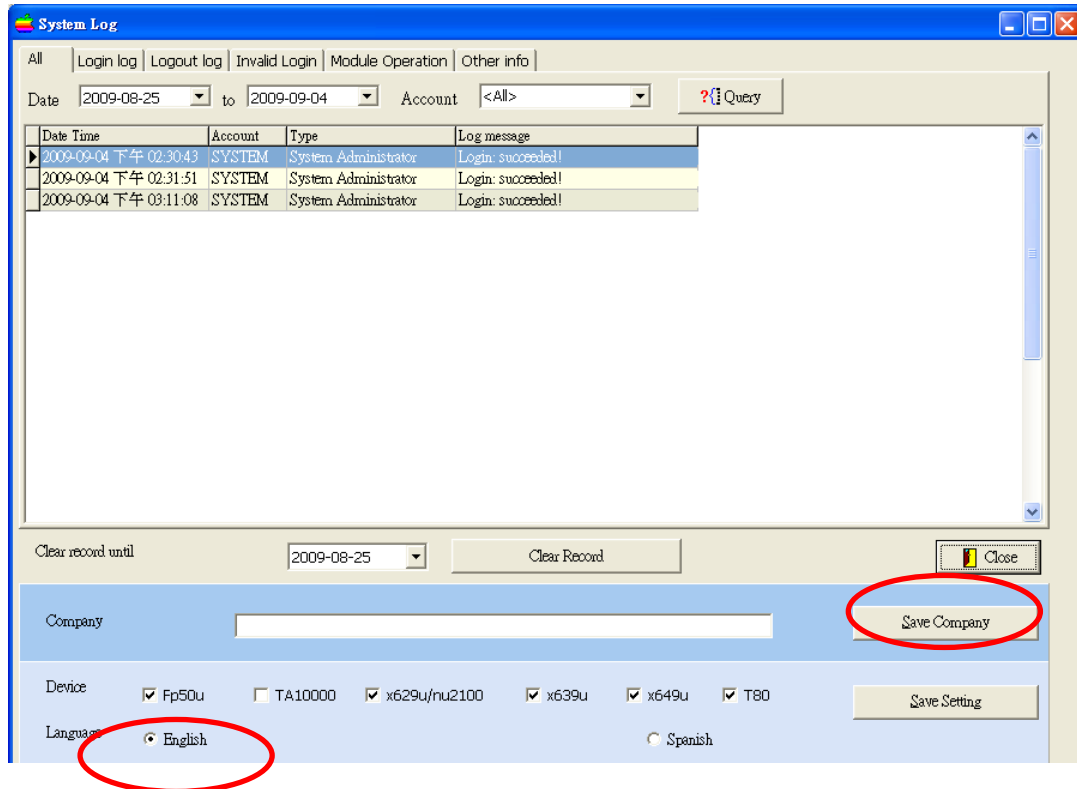 System Log
All Login log Logout log Invalid Login Module Operation Other info
Date 2009-08-25 to 2009-09-04 Account <All> ?{ Query
Date Time Account Type Log message
2009-09-04 下午 02:30:43 SYSTEM System Administrator Login: succeeded!
2009-09-04 下午 02:31:51 SYSTEM System Administrator Login: succeeded!
2009-09-04 下午 03:11:08 SYSTEM System Administrator Login: succeeded!
Clear record until 2009-08-25 Clear Record Close
Company Save Company
Device Fp50u TA10000 x629u/nu2100 x639u x649u T80 Save Setting
Language English Spanish